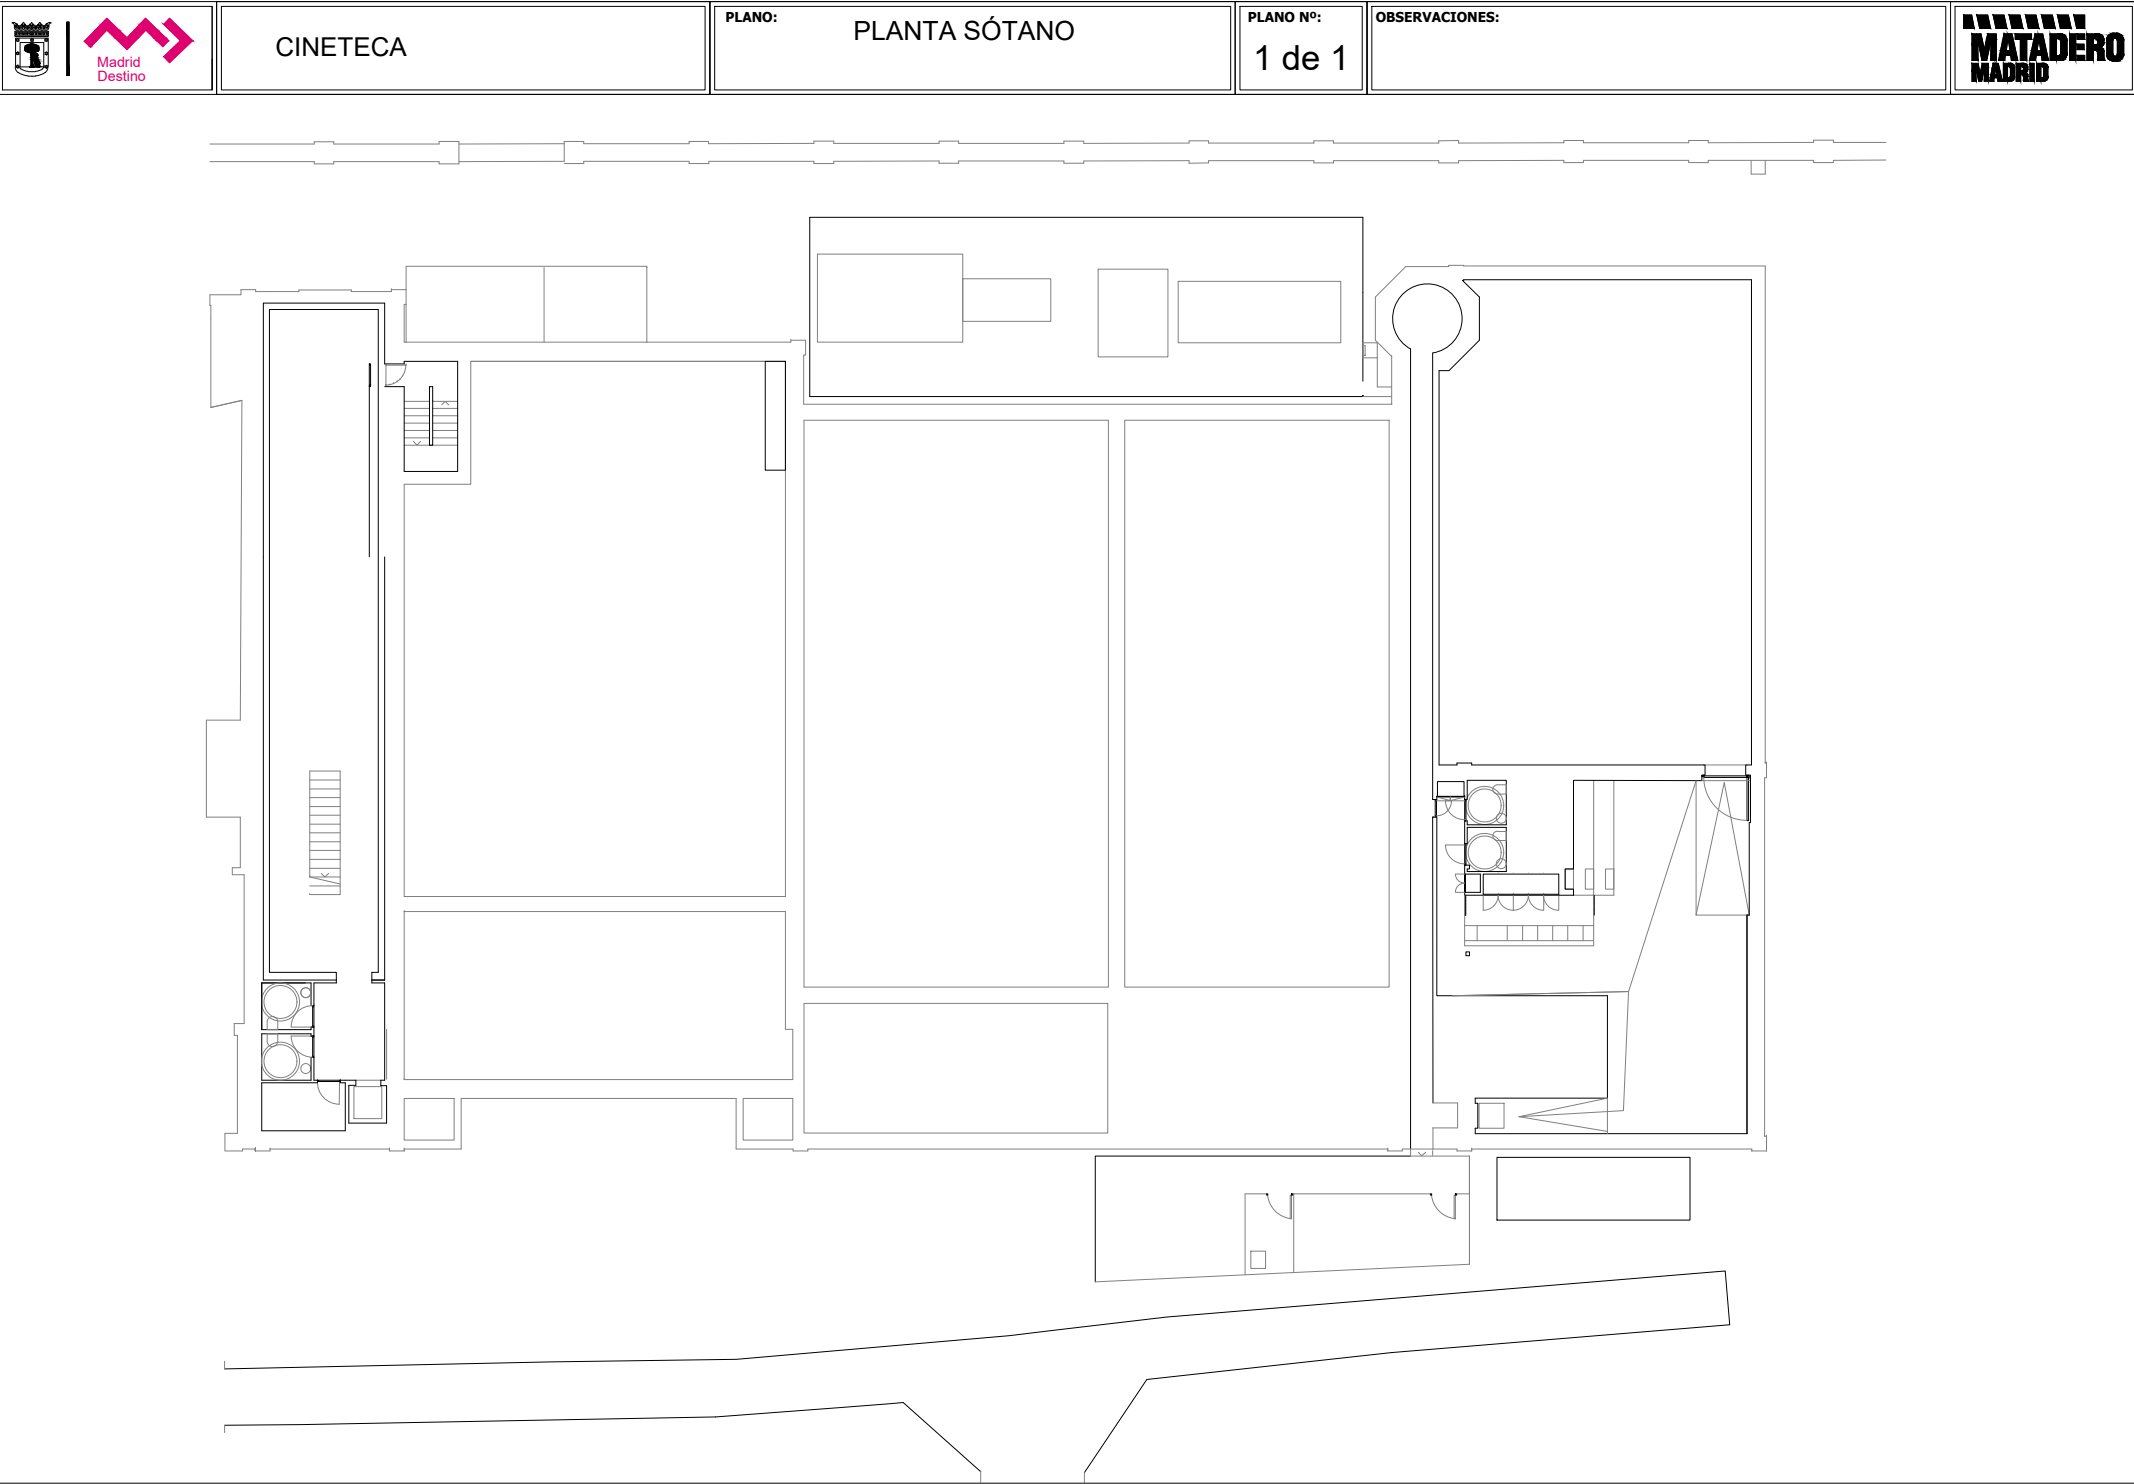 Madrid
Destino
CINETECA
PLANO:
PLANTA SÓTANO
PLANO Nº:
1 de 1
OBSERVACIONES:
MATADERO
MADRID